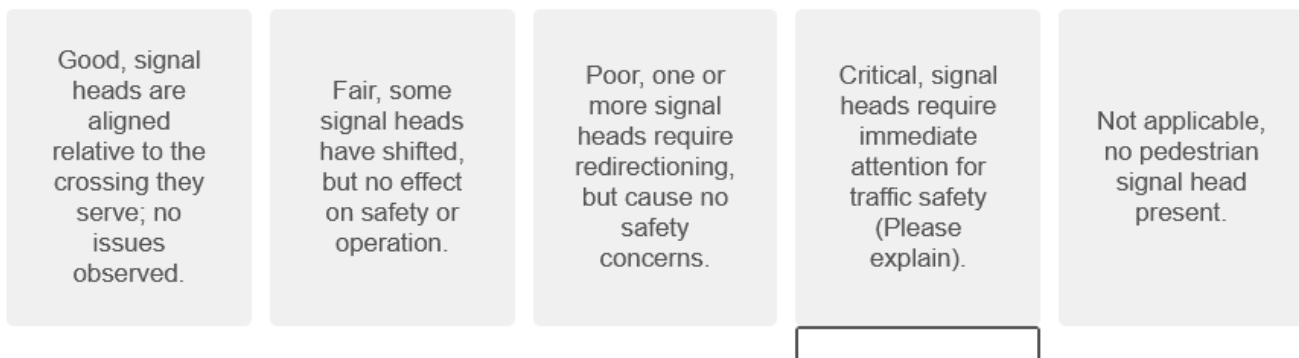 Good, signal
heads are
aligned
relative to the
crossing they
serve; no
issues
observed.
Fair, some
signal heads
have shifted,
but no effect
on safety or
operation.
Poor, one or
more signal
heads require
redirectioning,
but cause no
safety
concerns.
Critical, signal
heads require
immediate
attention for
traffic safety
(Please
explain).
Not applicable,
no pedestrian
signal head
present.